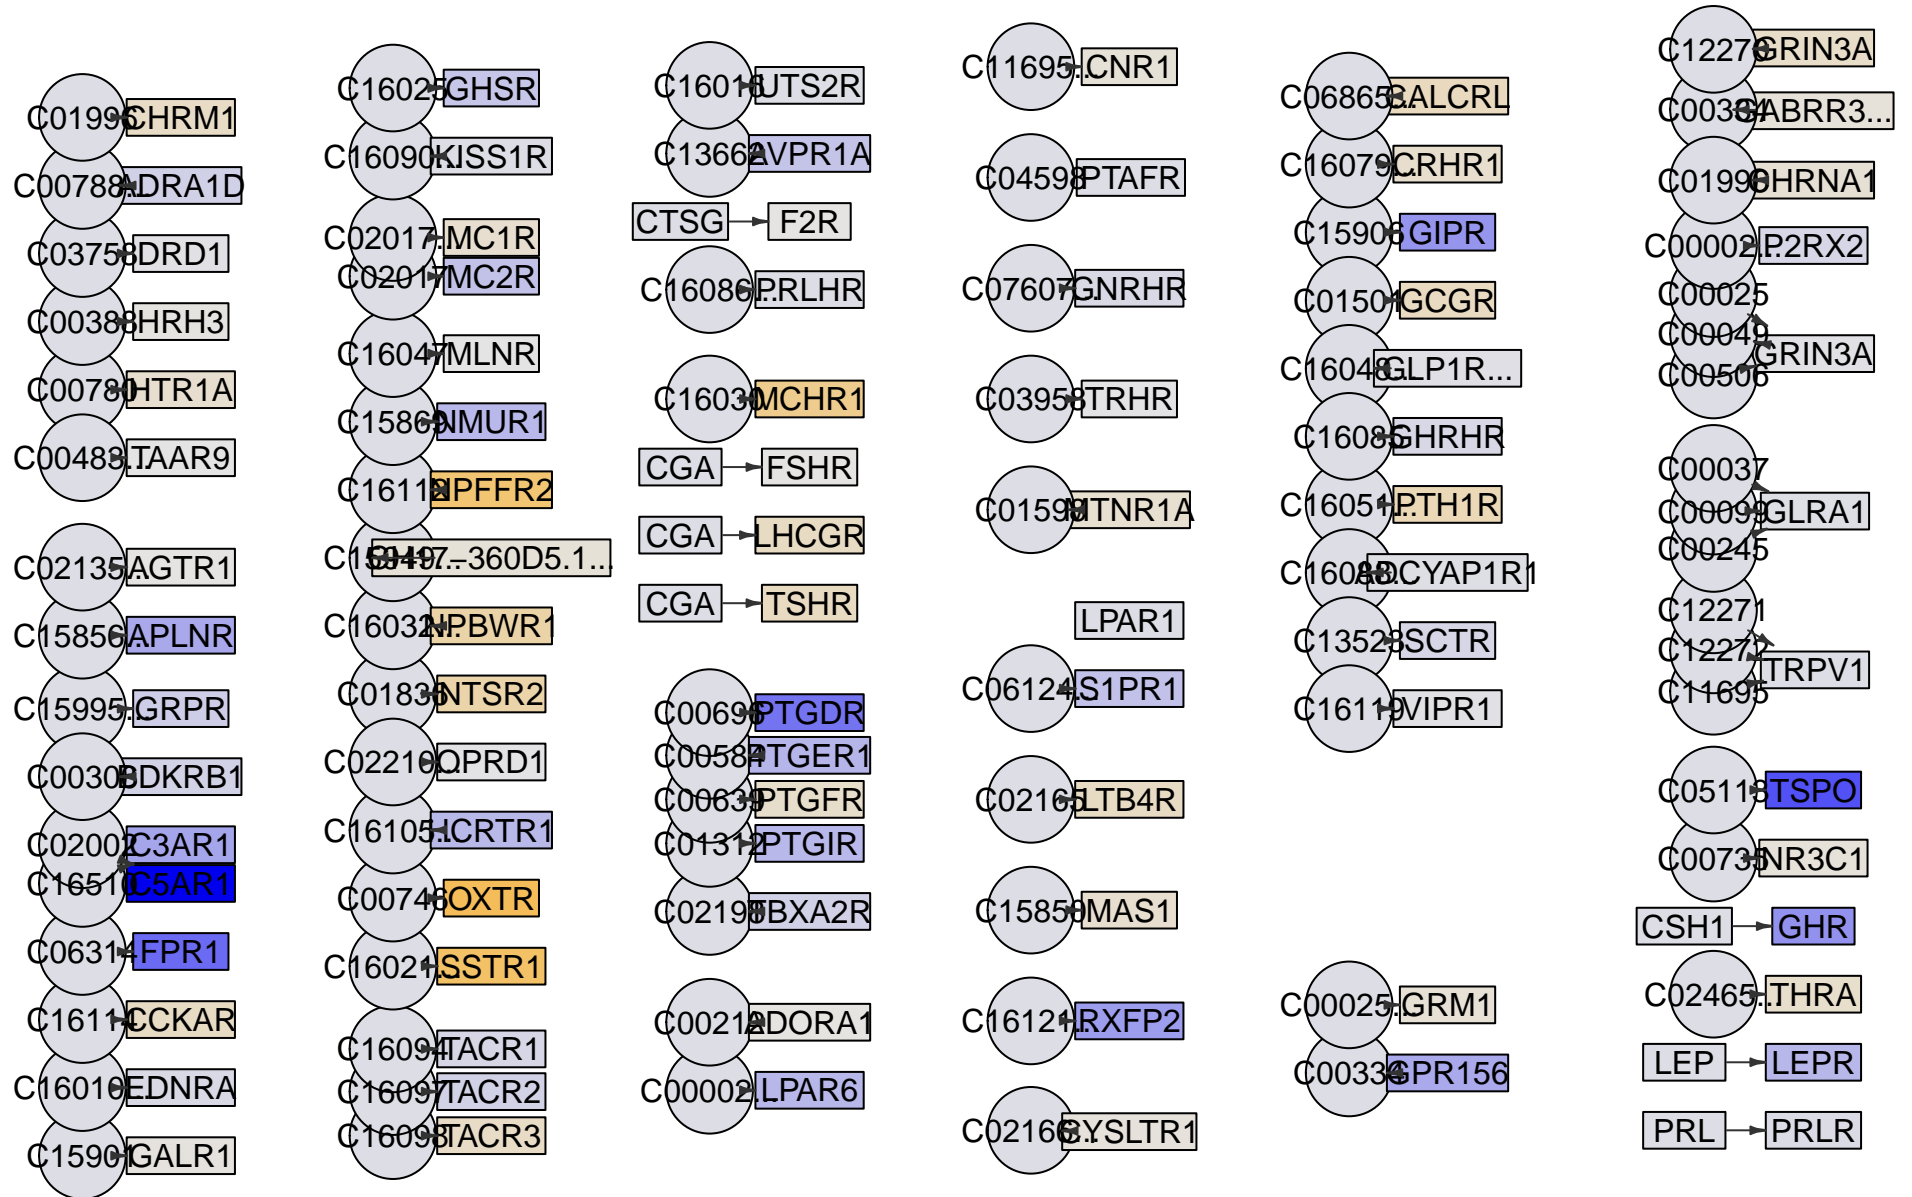 C01996 CHRM1
C00788... ADRA1D
C03758 DRD1
C00388 HRH3
C00780 HTR1A
C00483... TAAR9
C02135... AGTR1
C15856... APLNR
C15995... GRPR
C00306 BDKRB1
C02002 C3AR1
C16510 C5AR1
C06314 FPR1
C16114 CCKAR
C16010 EDNRA
C15901 GALR1
C16025 GHSR
C16090... KISS1R
C02017... MC1R
C02017 MC2R
C16047 MLNR
C15869 NMUR1
C16118 NPFFR2
–360D5.1...
C16032... NPBWR1
C01836 NTSR2
C02210... OPRD1
C16105... HCRTR1
C00746 OXTR
C16021... SSTR1
C16094 TACR1
C16097 TACR2
C16098 TACR3
C16016 UTS2R
C13662 AVPR1A
CTSG F2R
C16086... PRLHR
C16030 MCHR1
CGA FSHR
CGA LHCGR
CGA TSHR
C00696 PTGDR
C00584 PTGER1
C00639 PTGFR
C01312 PTGIR
C02198 TBXA2R
C00212 ADORA1
C00002... LPAR6
C11695... CNR1
C04598 PTAFR
C07607... GNRHR
C03958 TRHR
C01598 MTNR1A
LPAR1
C06124... S1PR1
C02165 LTB4R
C15850 MAS1
C16121... RXFP2
C02166... CYSLTR1
C06865... CALCRL
C16079... CRHR1
C15906 GIPR
C01501 GCGR
C16048... GLP1R...
C16085 GHRHR
C16051... PTH1R
C16088... ADCYAP1R1
C13523 SCTR
C16119 VIPR1
C00025... GRM1
C00334 GPR156
C12270 GRIN3A
C00334 GABRR3...
C01996 CHRNA1
C00002... P2RX2
C00025
C00049
GRIN3A
C00506
C00037
C00099 GLRA1
C00245
C12271
C12272
TRPV1
C11695
C05113 TSPO
C00735 NR3C1
CSH1 GHR
C02465... THRA
LEP LEPR
PRL PRLR